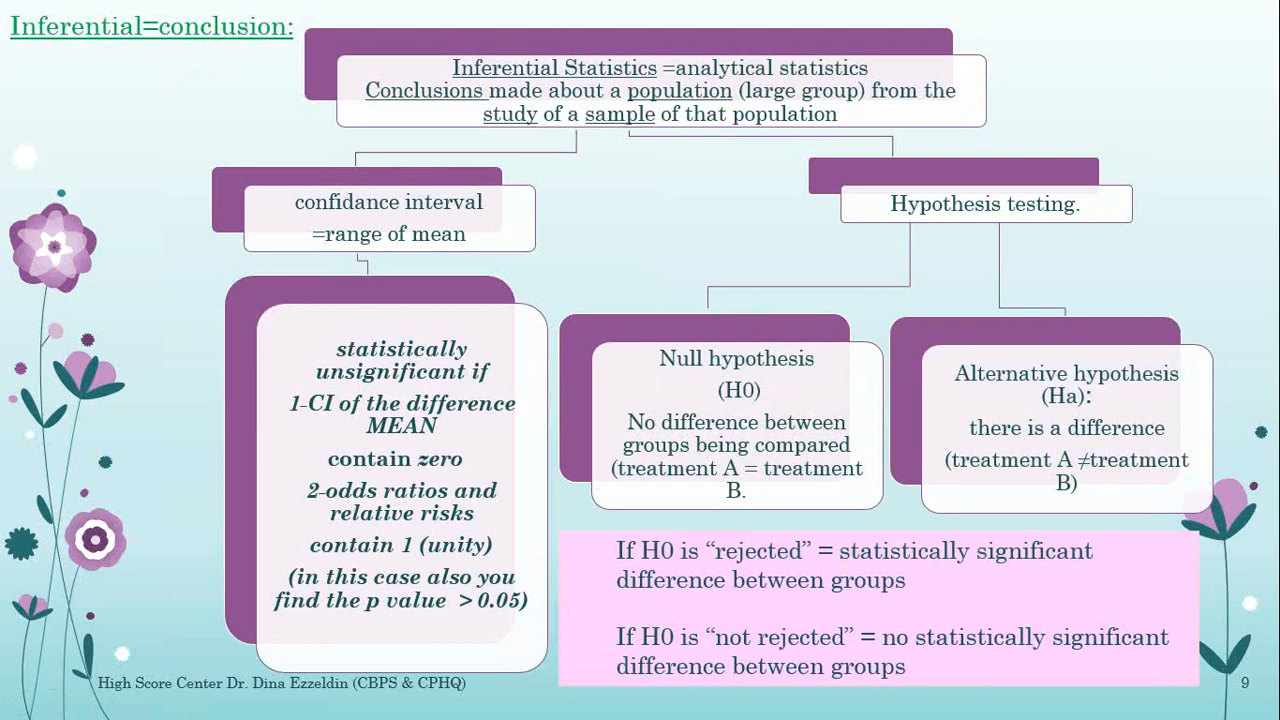 Inferential=conclusion:
Inferential Statistics =analytical statistics
Conclusions made about a population (large group) from the
study of a sample of that population
confidance interval
=range of mean
Hypothesis testing.
statistically
unsignificant if
1-CI of the difference
MEAN
contain zero
2-odds ratios and
relative risks
contain 1 (unity)
(in this case also you
find the p value > 0.05)
Null hypothesis
(H0)
No difference between
groups being compared
(treatment A = treatment
B.
Alternative hypothesis
(Ha):
there is a difference
(treatment A ≠treatment
B)
If H0 is “rejected” = statistically significant
difference between groups
If H0 is “not rejected” = no statistically significant
difference between groups
High Score Center Dr. Dina Ezzeldin (CBPS & CPHQ)
9